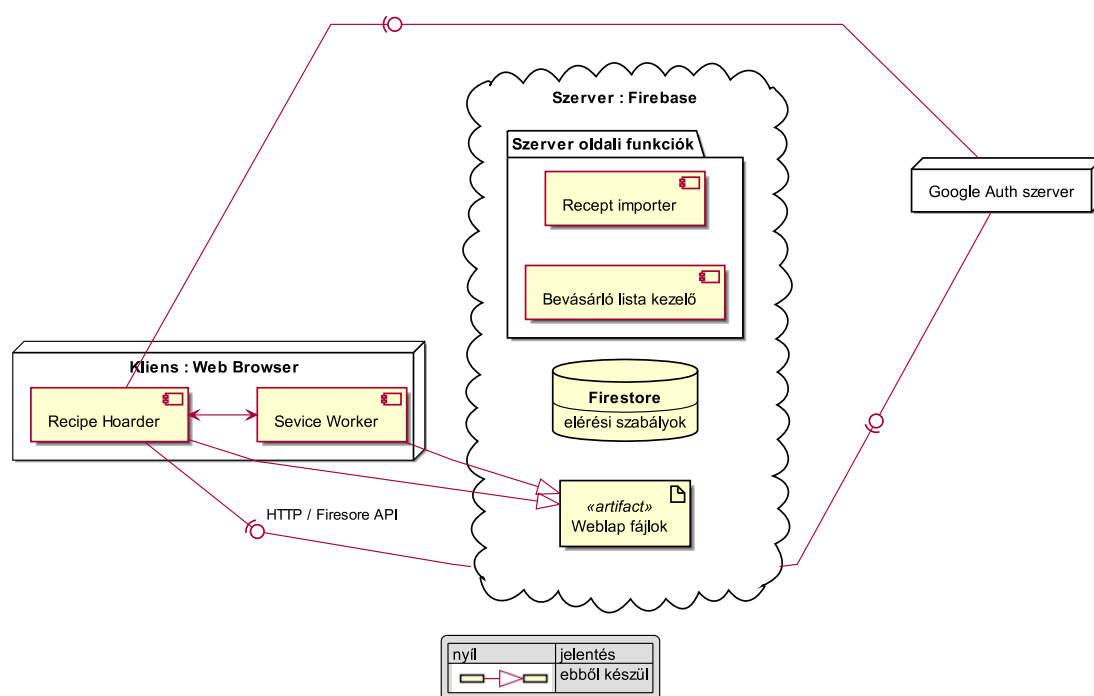 Szerver : Firebase
Szerver oldali funkciók
Recept importer
Google Auth szerver
Bevásárló lista kezelő
Kliens : Web Browser
Recipe Hoarder
Sevice Worker
Firestore
elérési szabályok
«artifact»
Weblap fájlok
HTTP / Firesore API
nyíl
jelentés
ebből készül